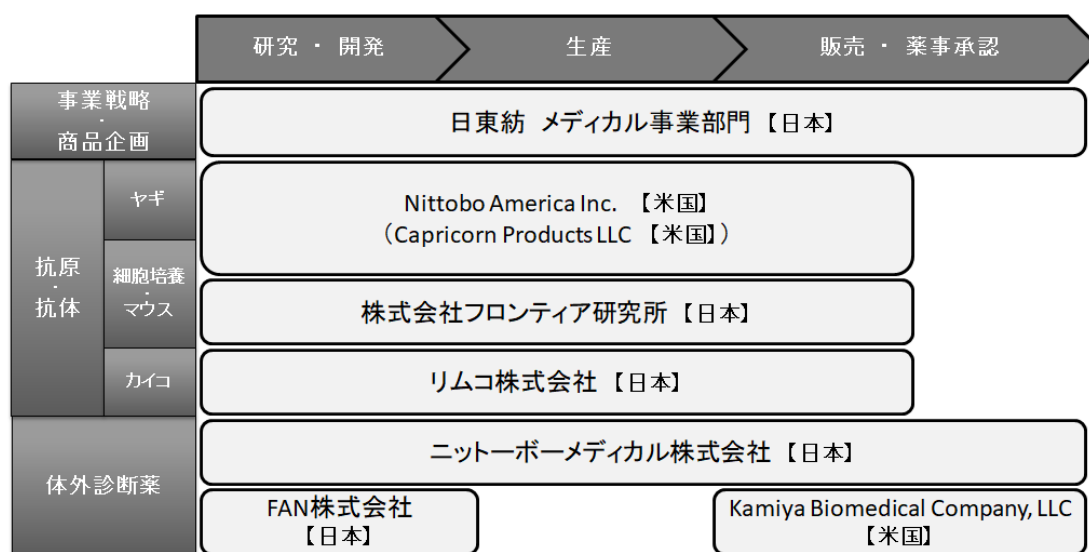 研究 ・ 開発
生産
販売 ・ 薬事承認
事業戦略
・
商品企画
日東紡 メディカル事業部門 【日本】
抗原
・
抗体
ヤギ
Nittobo America Inc. 【米国】
（Capricorn Products LLC 【米国】）
細胞培養
・
マウス
株式会社フロンティア研究所 【日本】
カイコ
リムコ株式会社 【日本】
体外診断薬
ニットーボーメディカル株式会社 【日本】
FAN株式会社
【日本】
Kamiya Biomedical Company, LLC
【米国】